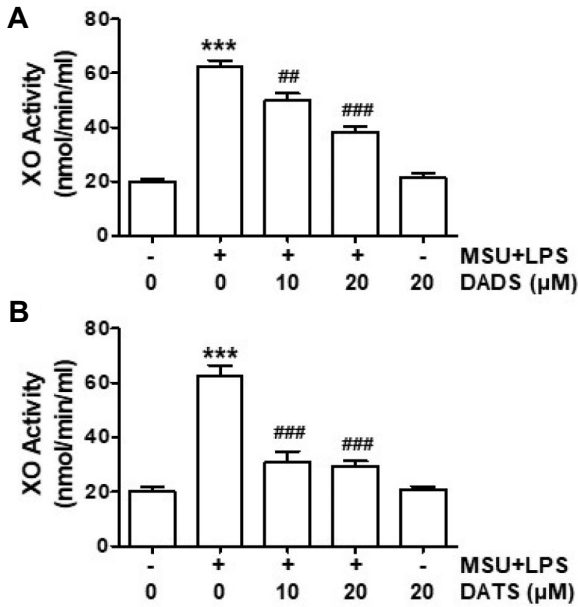 A
80
60
40
20
0
XO Activity
(nmol/min/ml)
***
##
###
- + + + - MSU+LPS
0 0 10 20 20 DADS (µM)
B
80
60
40
20
0
XO Activity
(nmol/min/ml)
***
###
###
- + + + - MSU+LPS
0 0 10 20 20 DATS (µM)